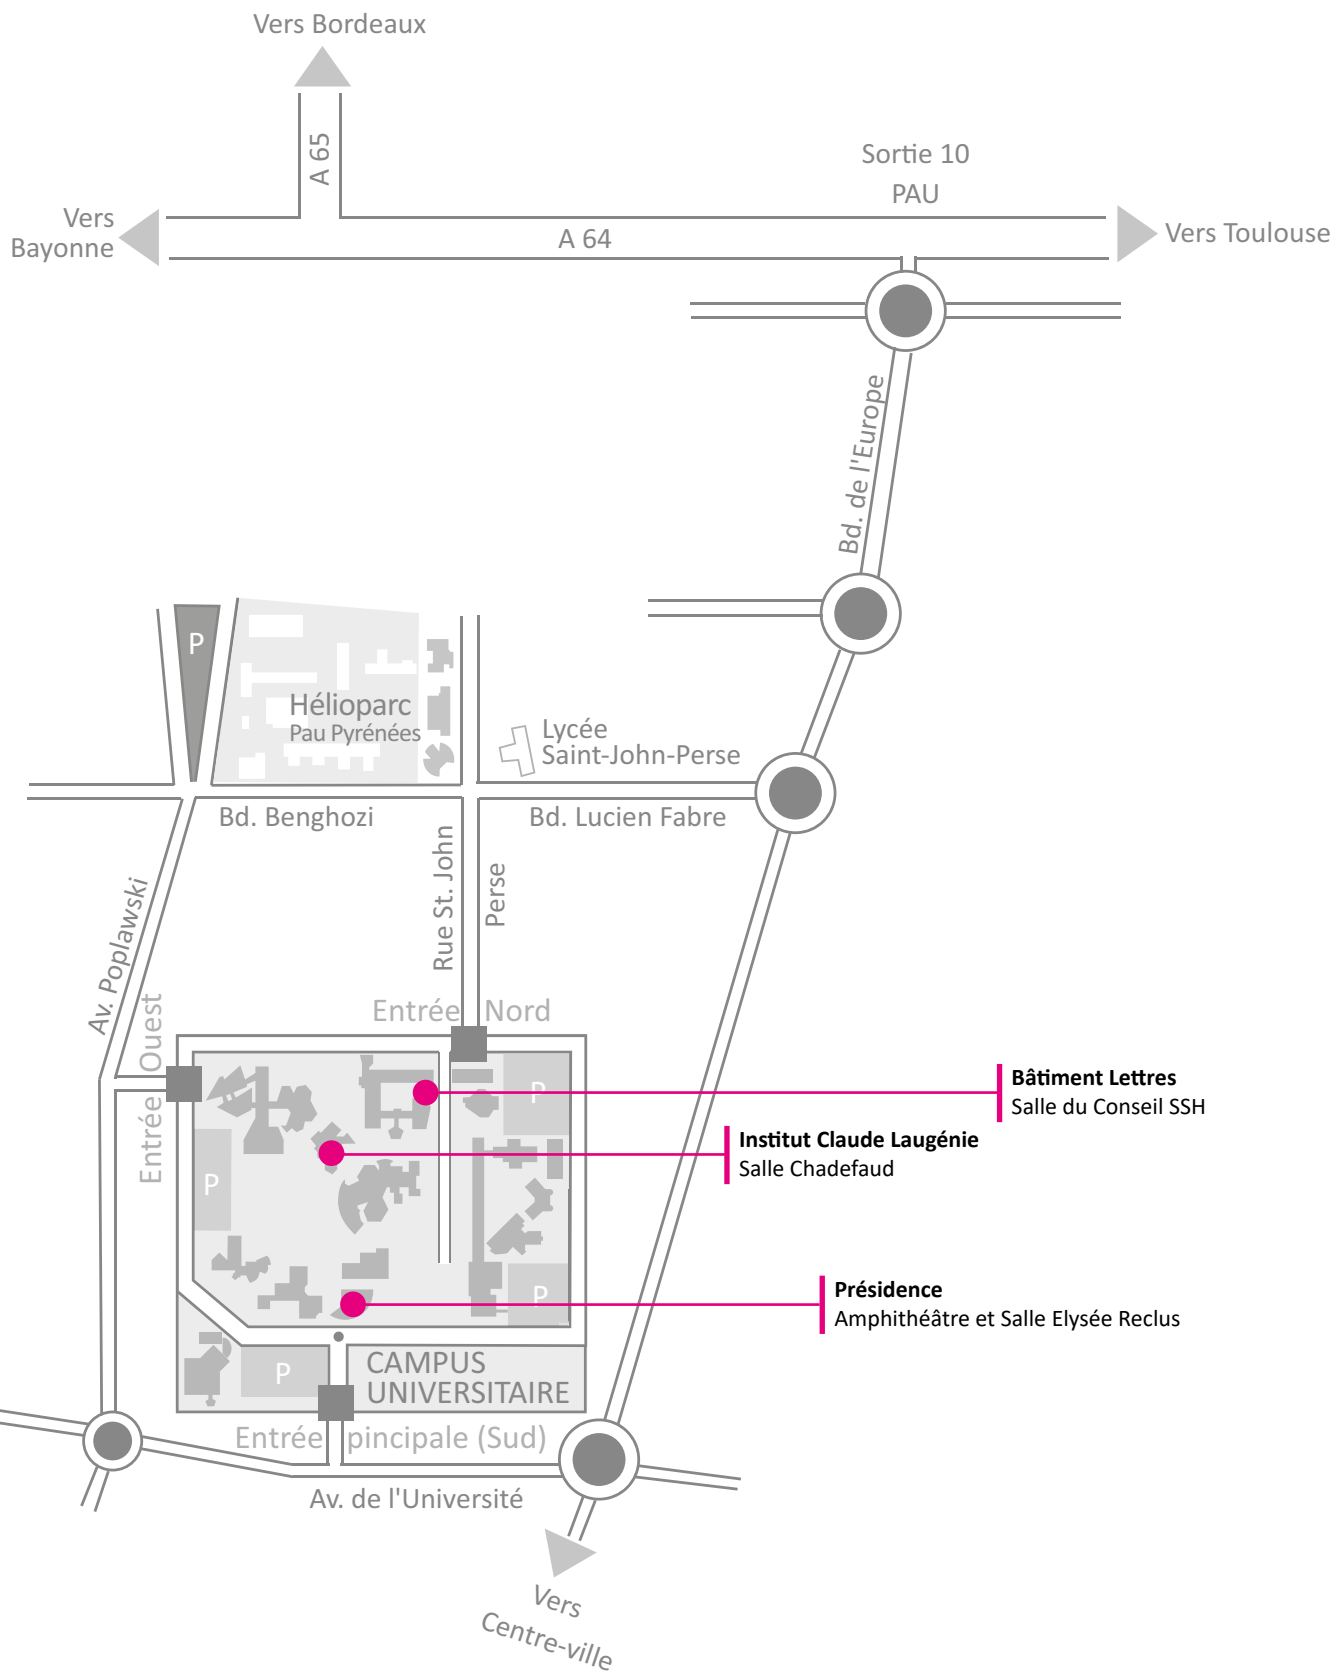 Vers Bordeaux
A 65
Sortie 10
PAU
Vers
Bayonne
A 64
Vers Toulouse
Bd. de l'Europe
P
Hélioparc
Pau Pyrénées
Lycée
Saint-John-Perse
Bd. Benghozi
Bd. Lucien Fabre
Rue St. John
Perse
Av. Poplawski
Entrée Ouest
Entrée Nord
P
Bâtiment Lettres
Salle du Conseil SSH
Institut Claude Laugénie
Salle Chadefaud
P
Présidence
Amphithéâtre et Salle Elysée Reclus
P
P
CAMPUS
UNIVERSITAIRE
Entrée pincipale (Sud)
Av. de l'Université
Vers
Centre-ville